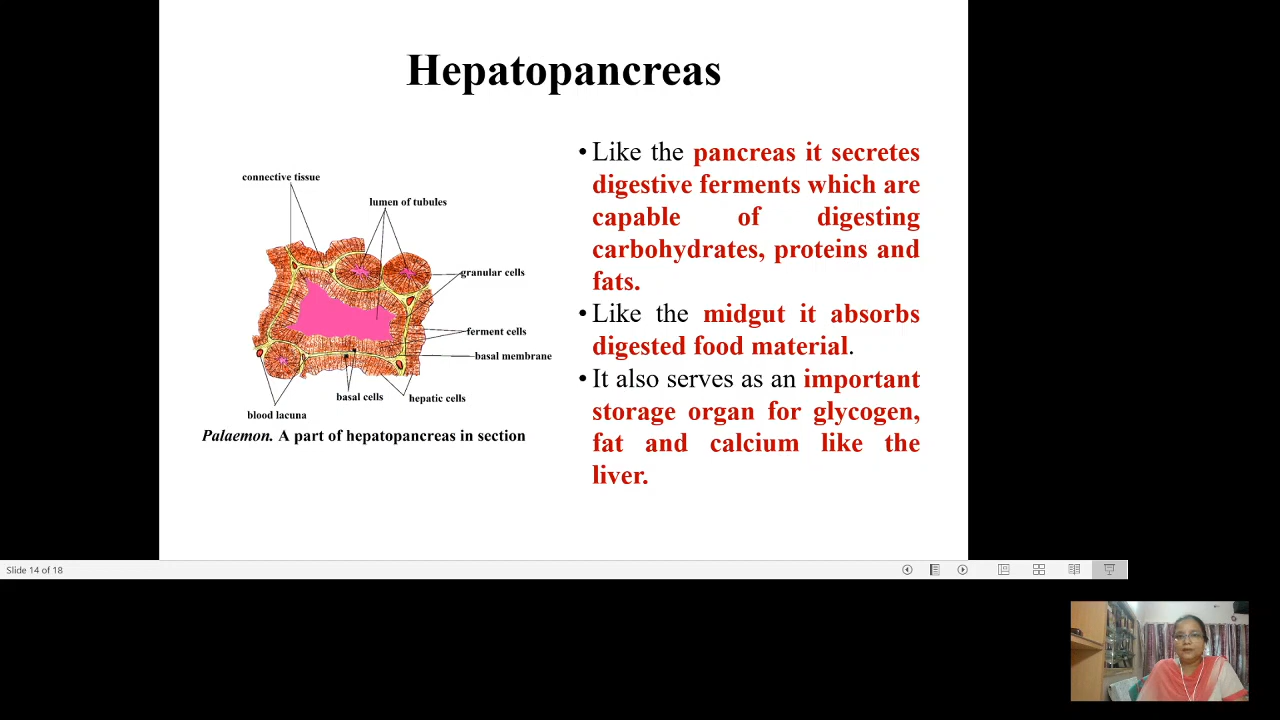 Hepatopancreas
connective tissue
lumen of tubules
granular cells
ferment cells
basal membrane
basal cells
hepatic cells
blood lacuna
Palaemon. A part of hepatopancreas in section
• Like the pancreas it secretes
digestive ferments which are
capable of digesting
carbohydrates, proteins and
fats.
• Like the midgut it absorbs
digested food material.
• It also serves as an important
storage organ for glycogen,
fat and calcium like the
liver.
Slide 14 of 18